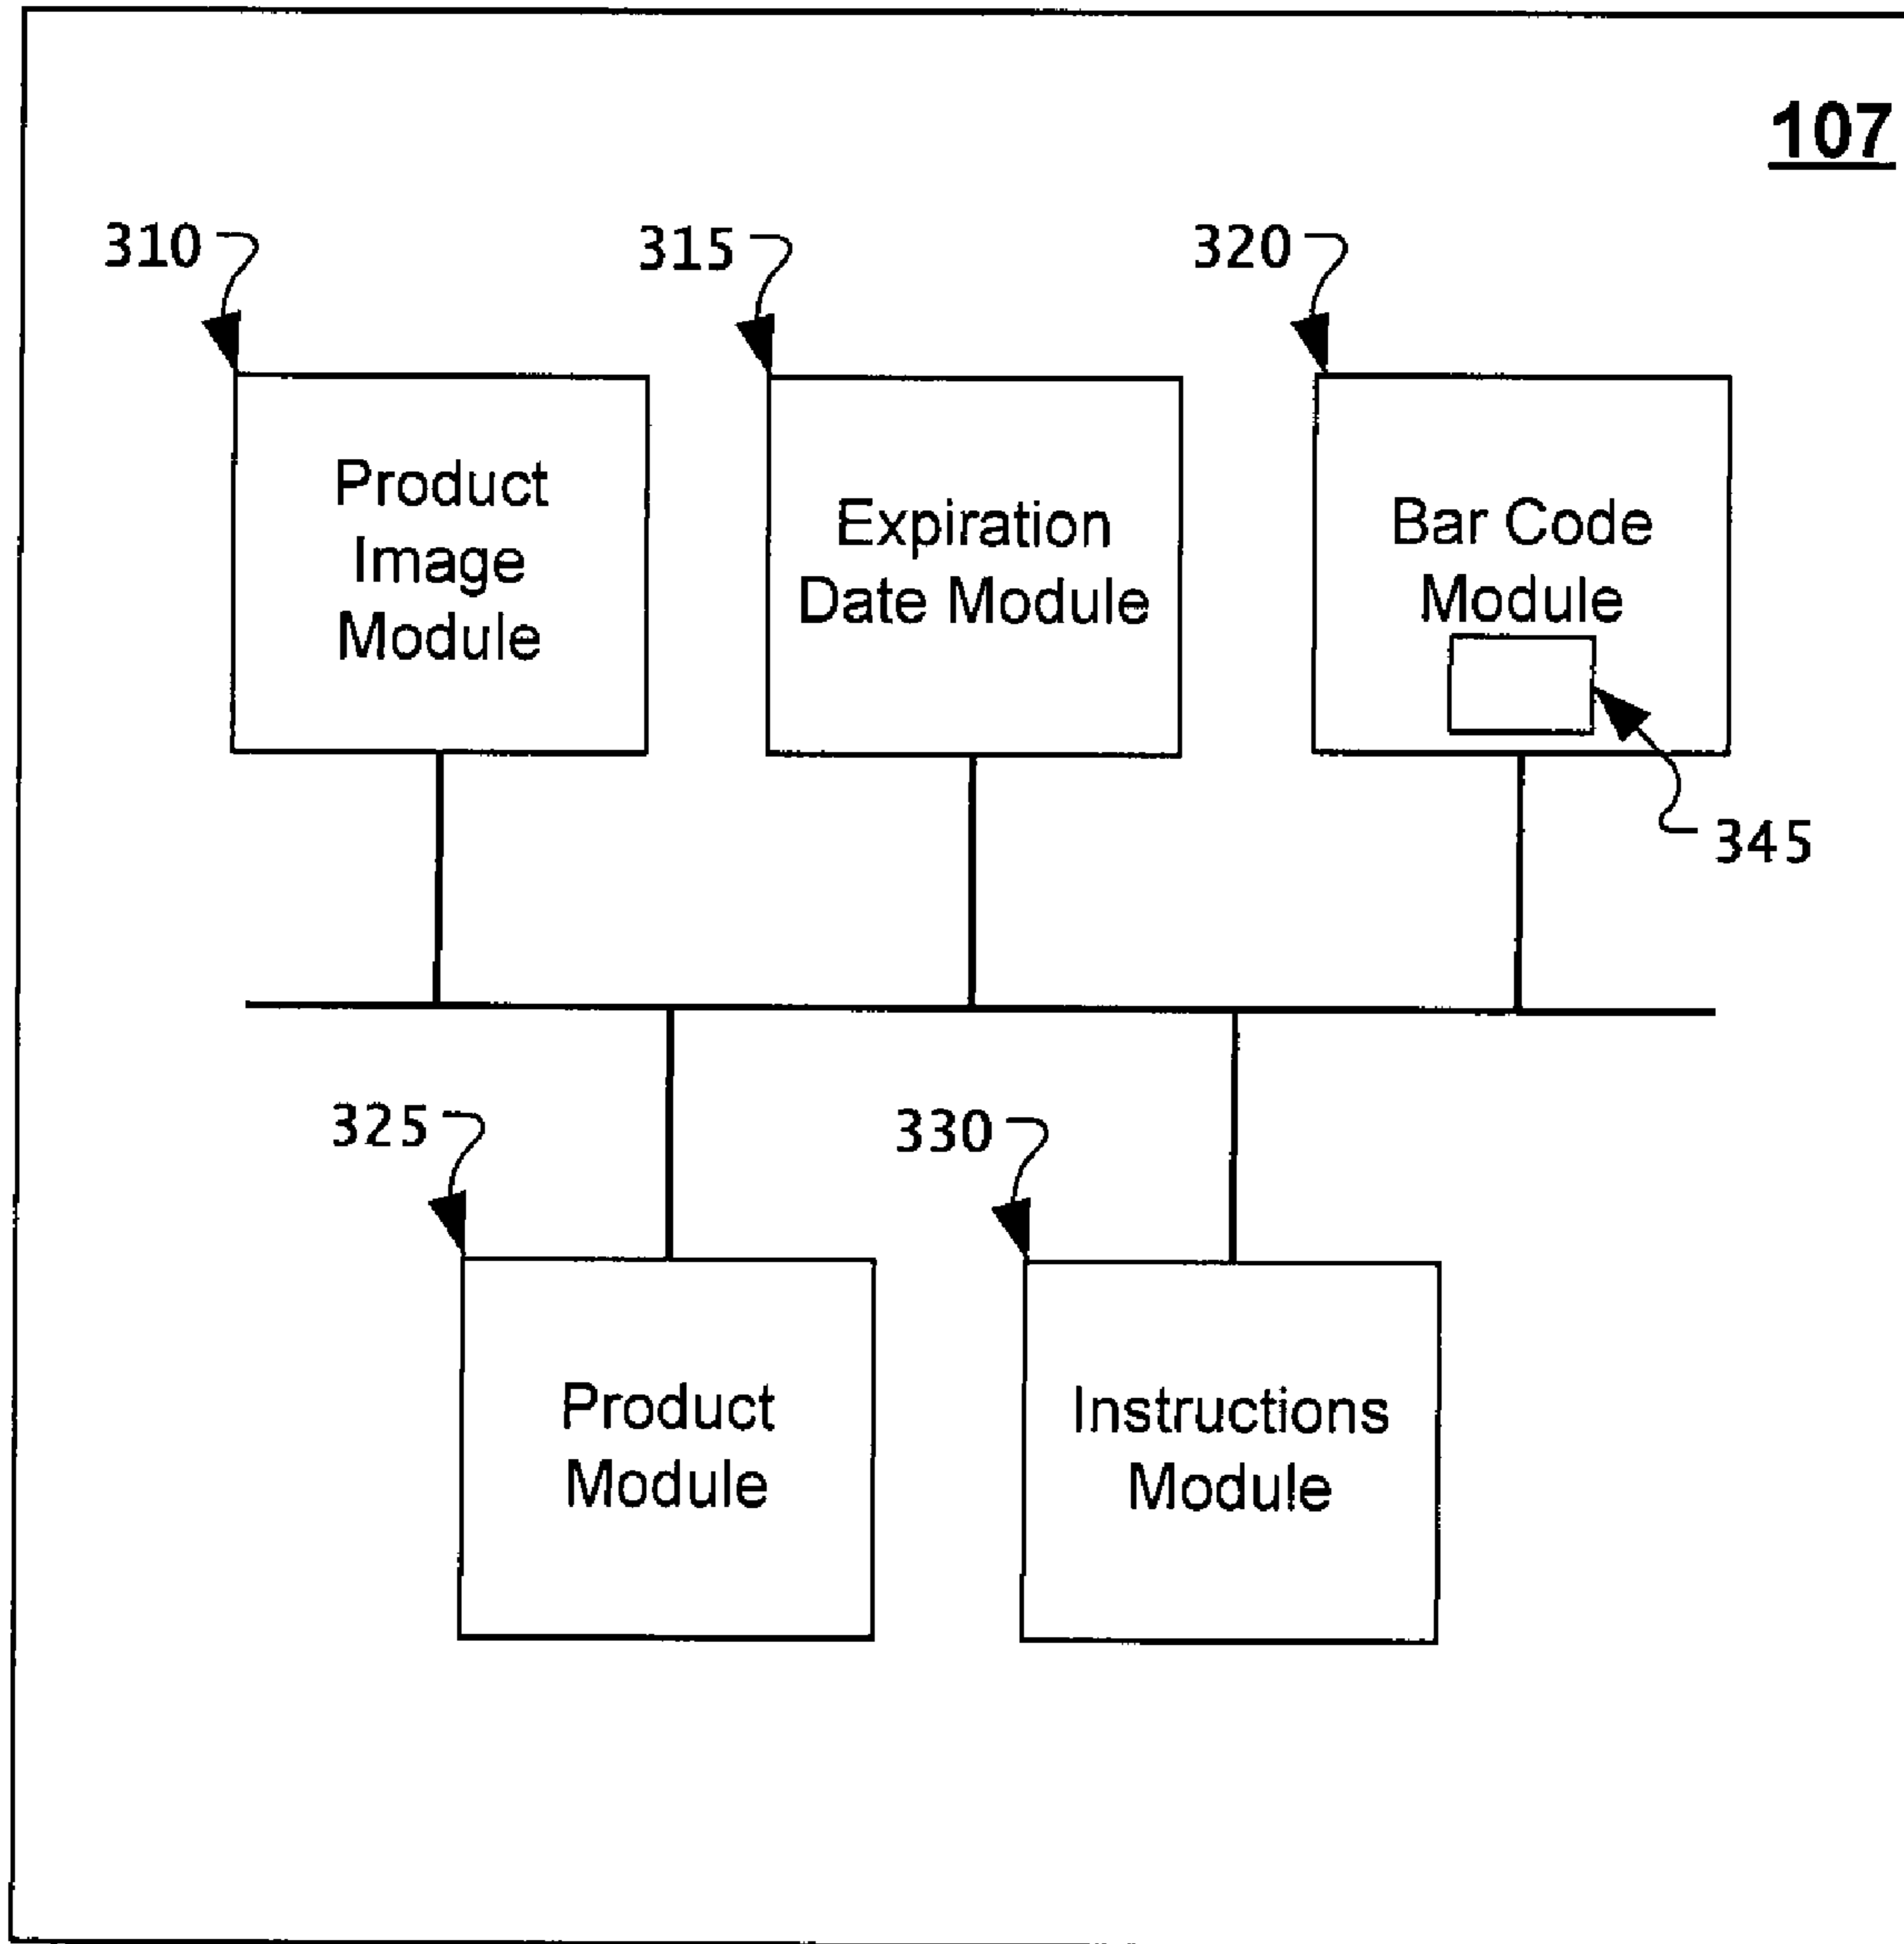 107
310
315
320
Product
Image
Module
Expiration
Date Module
Bar Code
Module
345
325
330
Product
Module
Instructions
Module